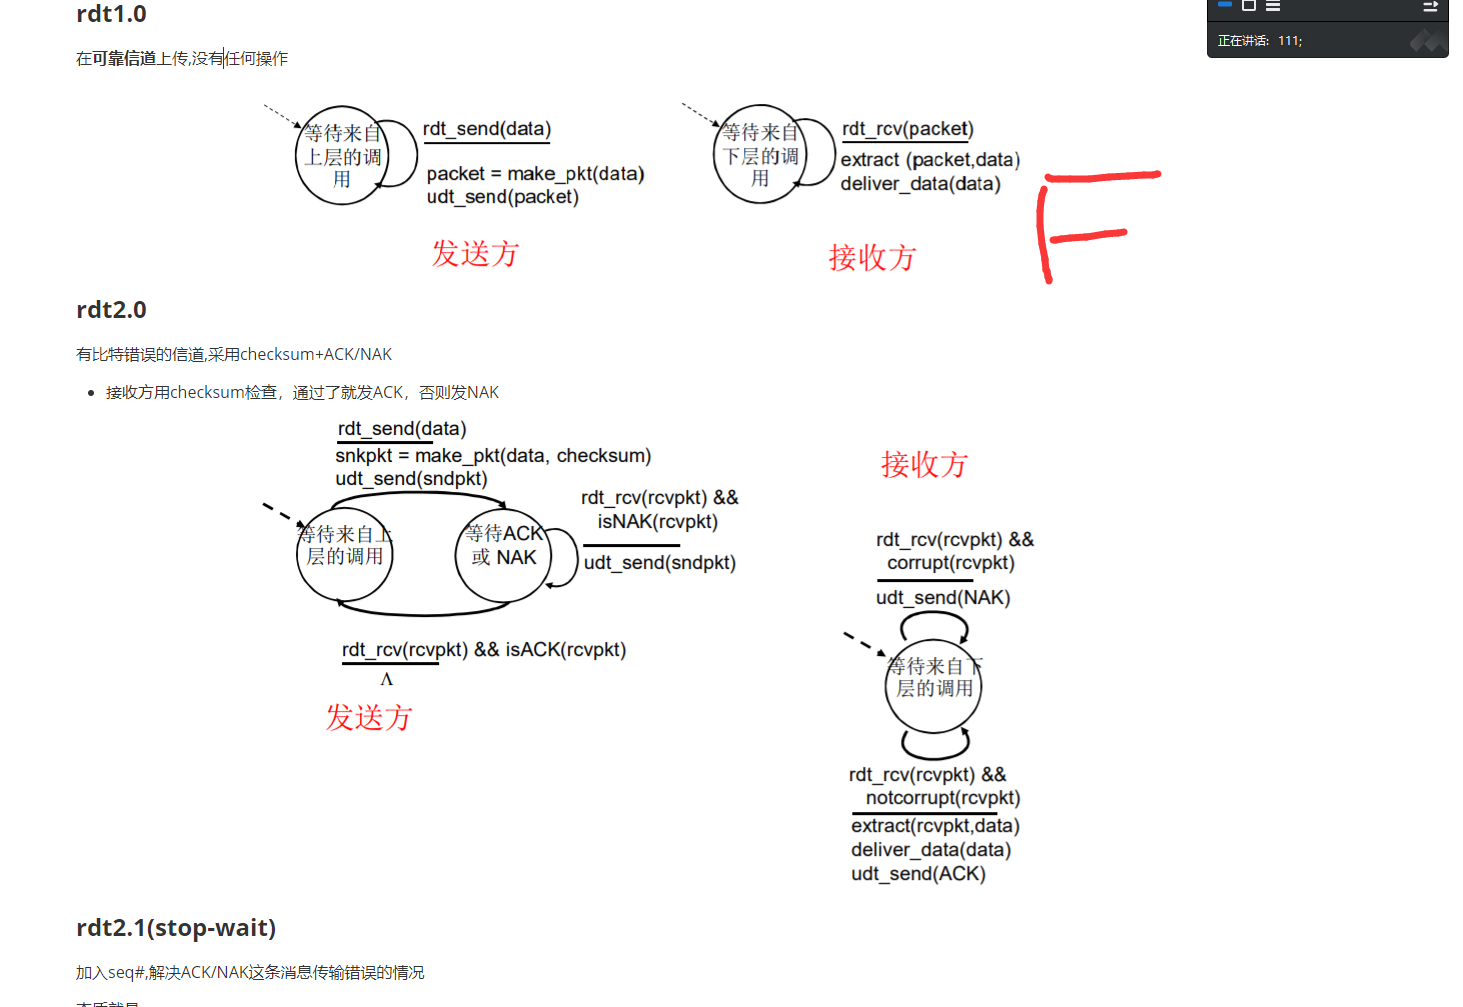 rdt1.0
正在讲话: 111;
在可靠信道上传,没有任何操作
等待来自
上层的调
用
rdt_send(data)
packet = make_pkt(data)
udt_send(packet)
发送方
等待来自
下层的调
用
rdt_rcv(packet)
extract (packet,data)
deliver_data(data)
接收方
F
rdt2.0
有比特错误的信道,采用checksum+ACK/NAK
接收方用checksum检查，通过了就发ACK，否则发NAK
rdt_send(data)
snkpkt = make_pkt(data, checksum)
udt_send(sndpkt)
等待来自上
层的调用
等待ACK
或 NAK
rdt_rcv(rcvpkt) &&
isNAK(rcvpkt)
udt_send(sndpkt)
rdt_rcv(rcvpkt) && isACK(rcvpkt)
Λ
发送方
接收方
rdt_rcv(rcvpkt) &&
corrupt(rcvpkt)
udt_send(NAK)
等待来自下
层的调用
rdt_rcv(rcvpkt) &&
notcorrupt(rcvpkt)
extract(rcvpkt,data)
deliver_data(data)
udt_send(ACK)
rdt2.1(stop-wait)
加入seq#,解决ACK/NAK这条消息传输错误的情况